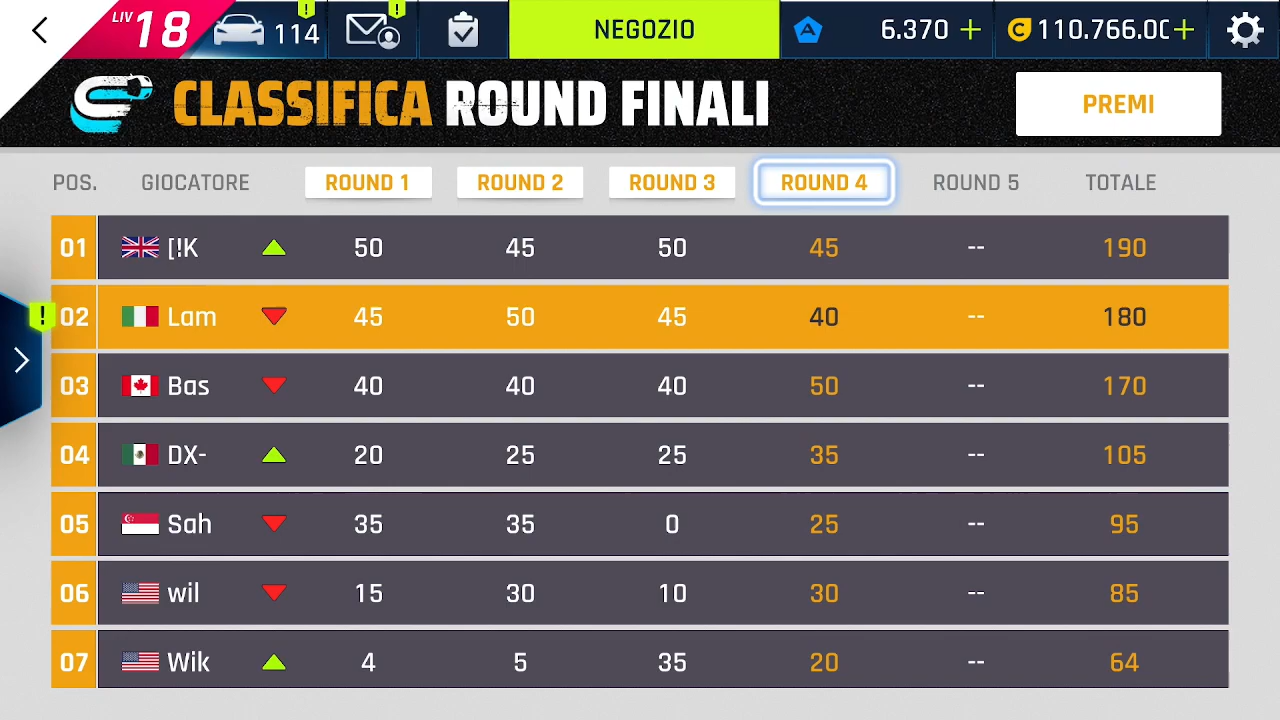 LIV 18 ! 114 ! NEGOZIO 6.370 + 110.766.00 +
CLASSIFICA ROUND FINALI PREMI
POS. GIOCATORE ROUND 1 ROUND 2 ROUND 3 ROUND 4 ROUND 5 TOTALE
01 [!K 50 45 50 45 -- 190
! 02 Lam 45 50 45 40 -- 180
03 Bas 40 40 40 50 -- 170
04 DX- 20 25 25 35 -- 105
05 Sah 35 35 0 25 -- 95
06 wil 15 30 10 30 -- 85
07 Wik 4 5 35 20 -- 64